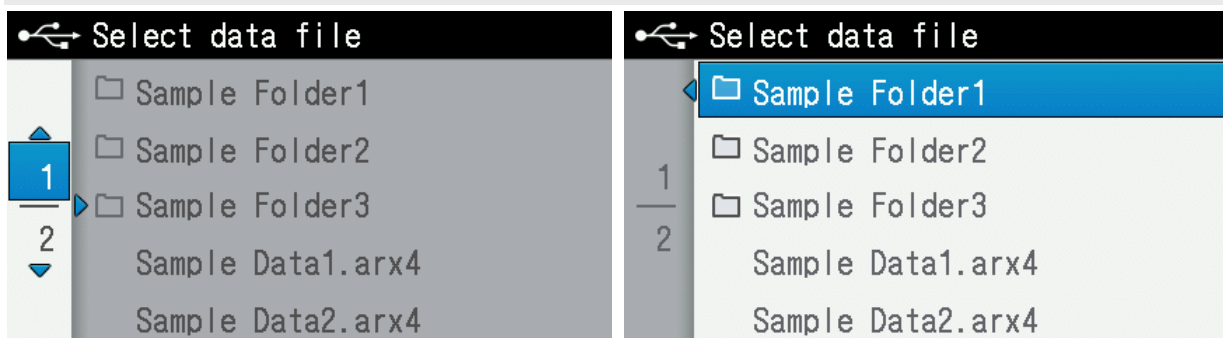 Select data file
Sample Folder1
Sample Folder2
1
Sample Folder3
2
Sample Data1.arx4
Sample Data2.arx4
Select data file
Sample Folder1
Sample Folder2
1
Sample Folder3
2
Sample Data1.arx4
Sample Data2.arx4